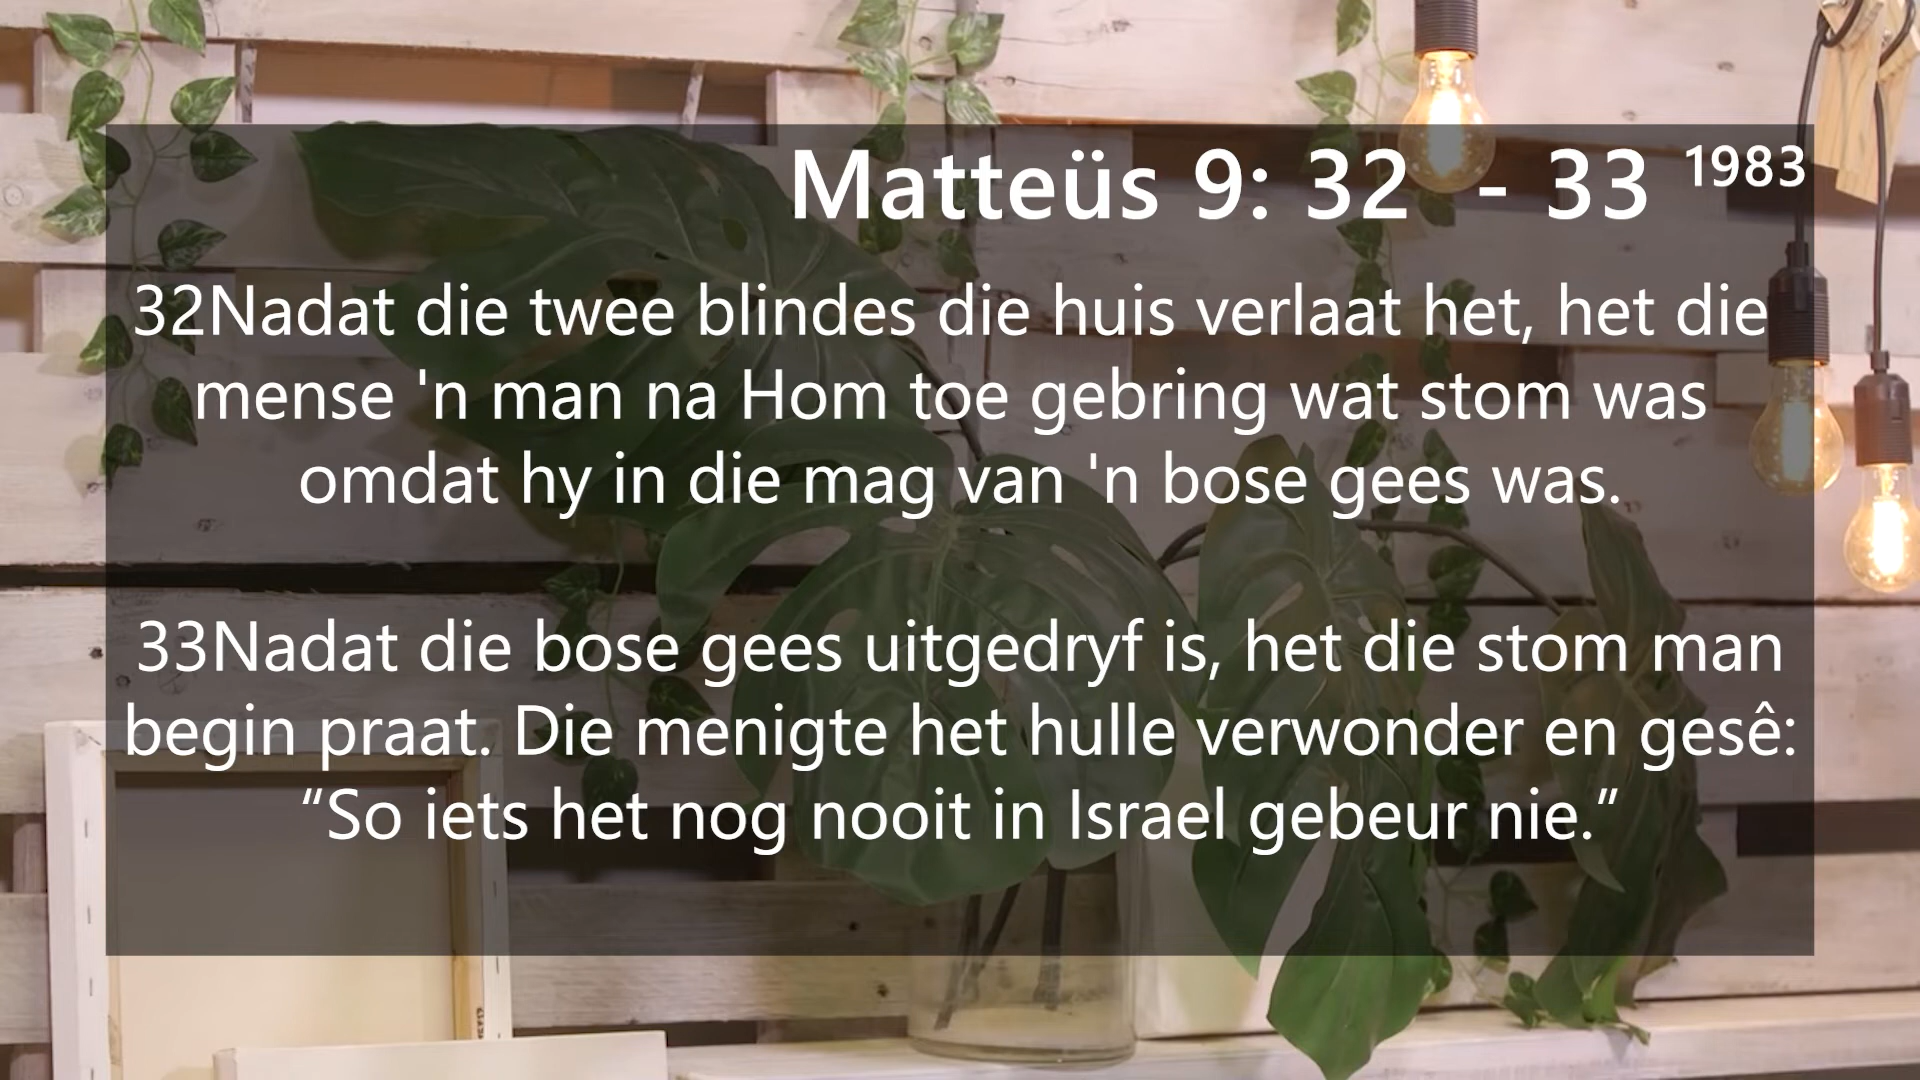 Matteüs 9: 32 - 33 1983
32Nadat die twee blindes die huis verlaat het, het die
mense 'n man na Hom toe gebring wat stom was
omdat hy in die mag van 'n bose gees was.
33Nadat die bose gees uitgedryf is, het die stom man
begin praat. Die menigte het hulle verwonder en gesê:
“So iets het nog nooit in Israel gebeur nie.”